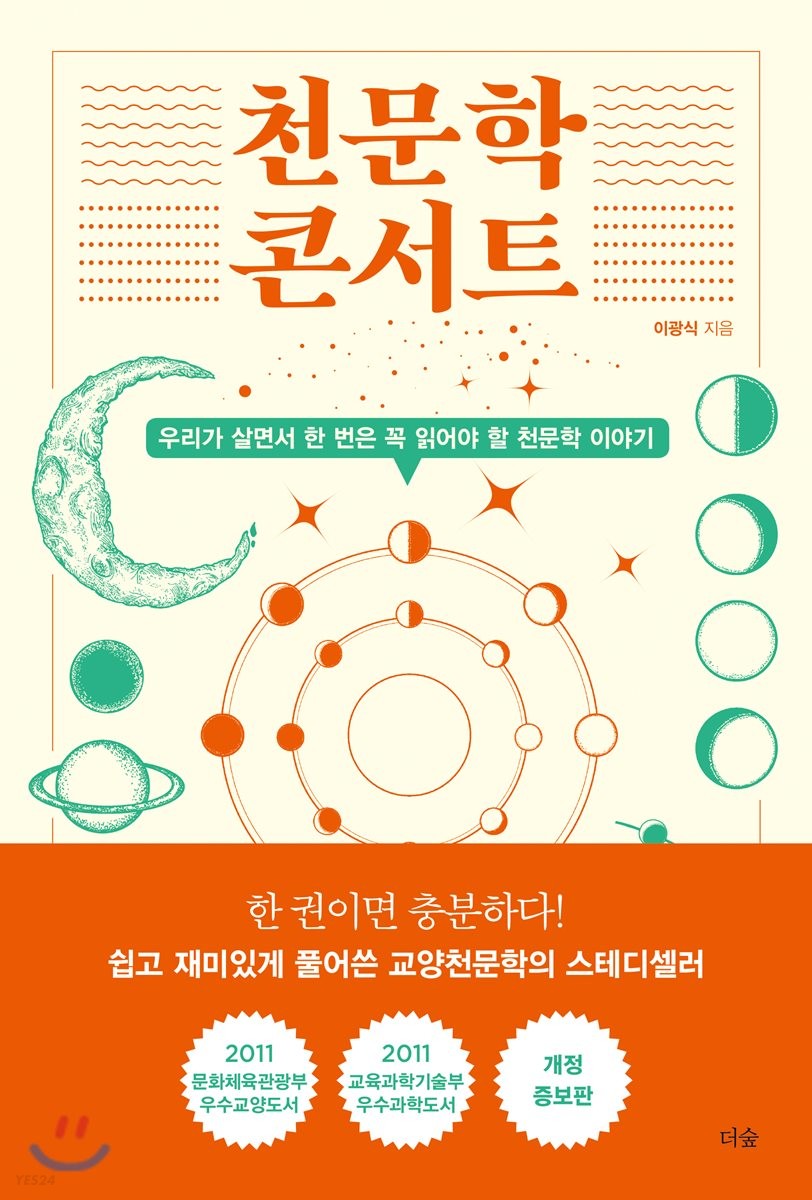 천문학
콘서트
이광식 지음
우리가 살면서 한 번은 꼭 읽어야 할 천문학 이야기
한 권이면 충분하다!
쉽고 재미있게 풀어쓴 교양천문학의 스테디셀러
2011
문화체육관광부
우수교양도서
2011
교육과학기술부
우수과학도서
개정
증보판
더숲
YES24